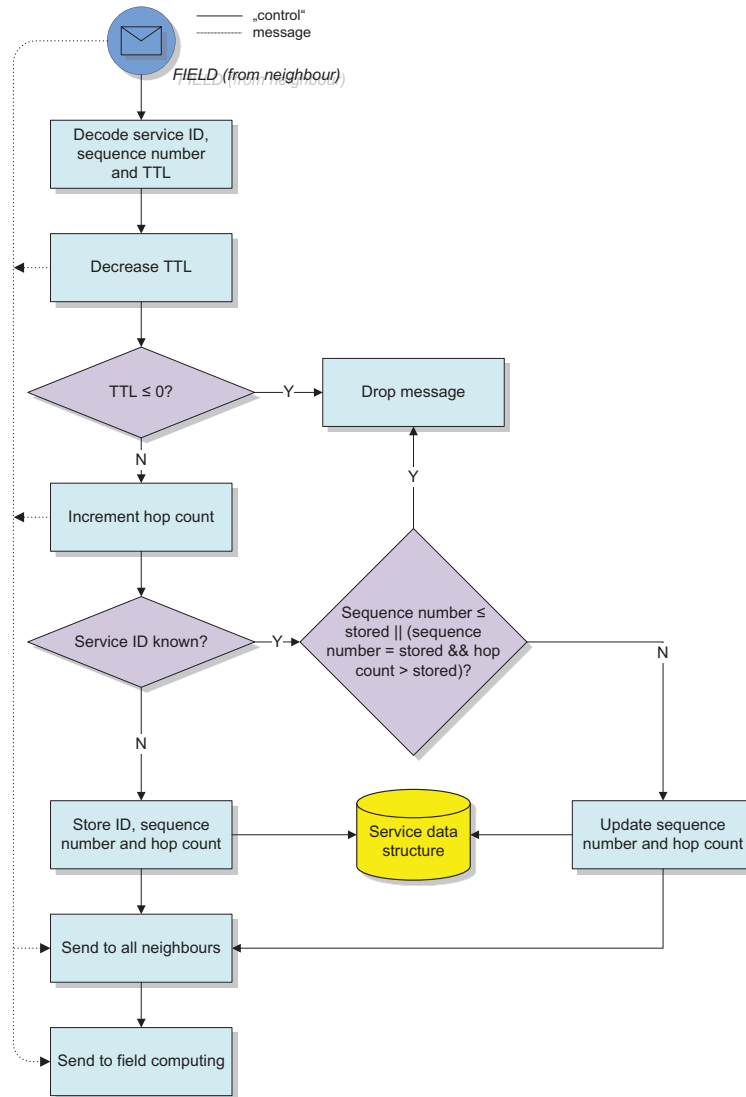 „control“
message
FIELD (from neighbour)
Decode service ID,
sequence number
and TTL
Decrease TTL
TTL ≤ 0?
Y
Drop message
N
Y
Increment hop count
Sequence number ≤
stored || (sequence
number = stored && hop
count > stored)?
Service ID known?
Y
N
N
Store ID, sequence
number and hop count
Service data
structure
Update sequence
number and hop count
Send to all neighbours
Send to field computing